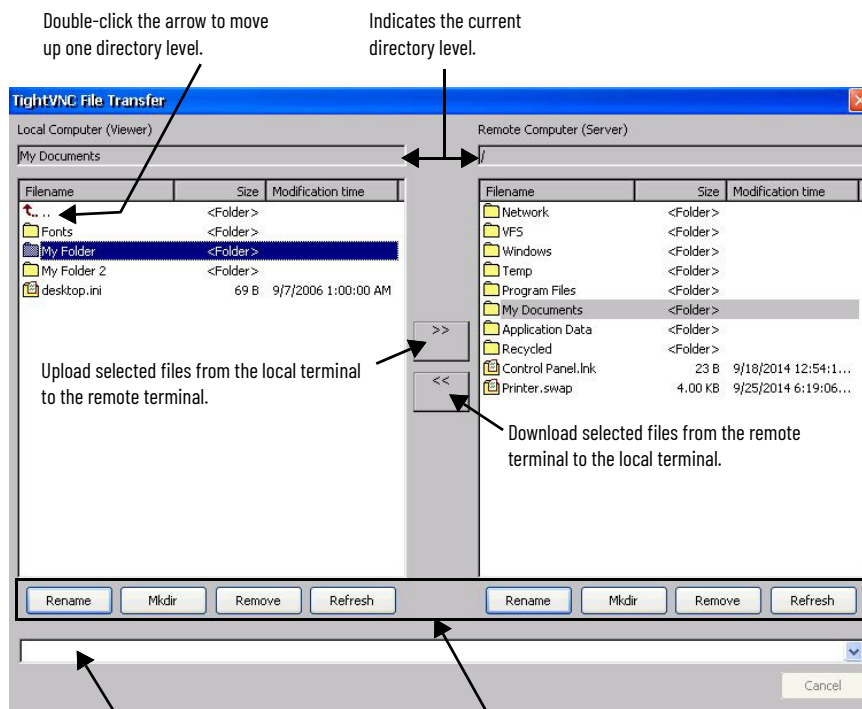 Double-click the arrow to move
up one directory level.
Indicates the current
directory level.
TightVNC File Transfer
Local Computer (Viewer)
Remote Computer (Server)
My Documents
/
Filename Size Modification time
.. <Folder>
Fonts <Folder>
My Folder <Folder>
My Folder 2 <Folder>
desktop.ini 69 B 9/7/2006 1:00:00 AM
Upload selected files from the local terminal
to the remote terminal.
>>
<<
Filename Size Modification time
Network <Folder>
VFS <Folder>
Windows <Folder>
Temp <Folder>
Program Files <Folder>
My Documents <Folder>
Application Data <Folder>
Recycled <Folder>
Control Panel.lnk 23 B 9/18/2014 12:54:1...
Printer.swap 4.00 KB 9/25/2014 6:19:06...
Download selected files from the remote
terminal to the local terminal.
Rename Mkdir Remove Refresh
Rename Mkdir Remove Refresh
Cancel